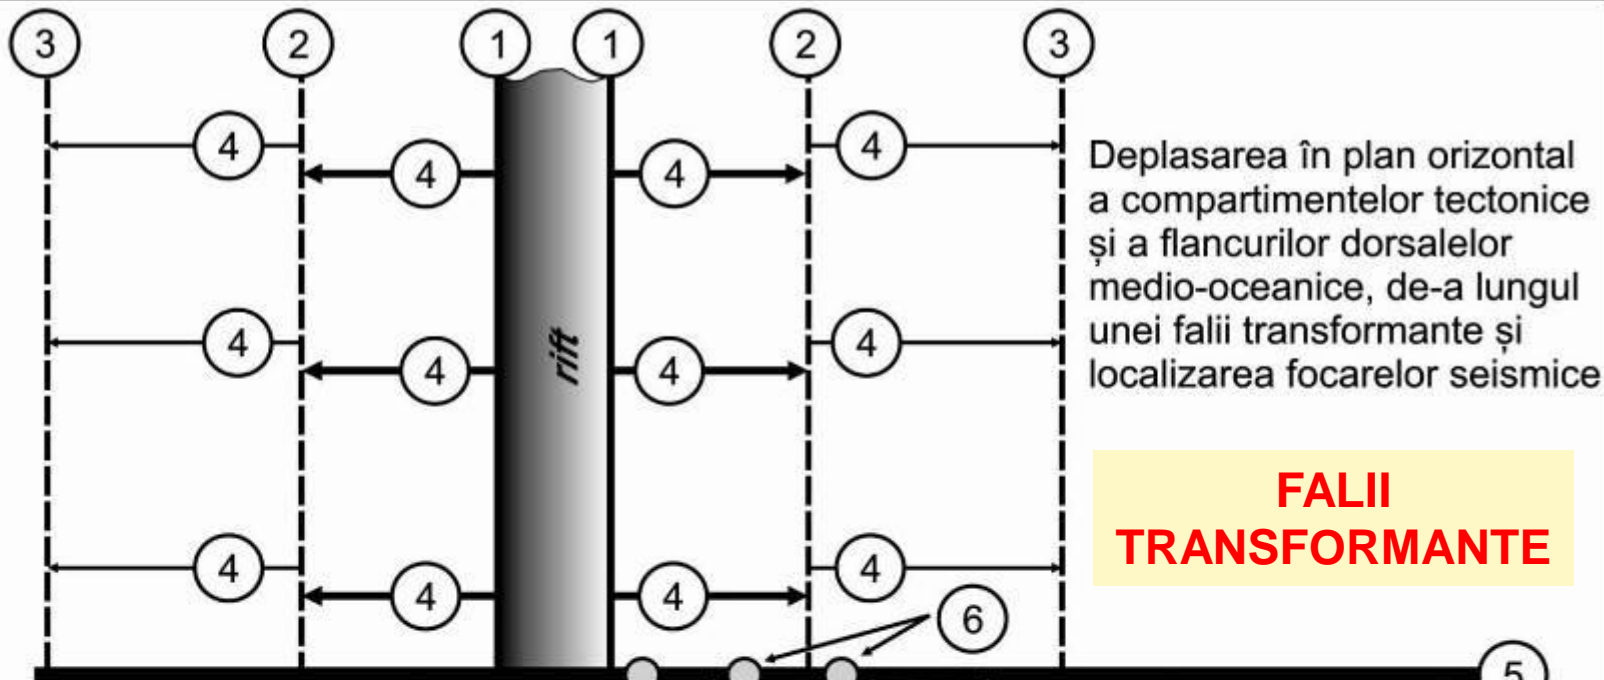 3 2 1 1 2 3
4 4
4 4
Deplasarea în plan orizontal
a compartimentelor tectonice
și a flancurilor dorsalelor
medio-oceanice, de-a lungul
unei falii transformante și
localizarea focarelor seismice
4 4
rift
4 4
FALII
TRANSFORMANTE
4 4
4 4
6
5